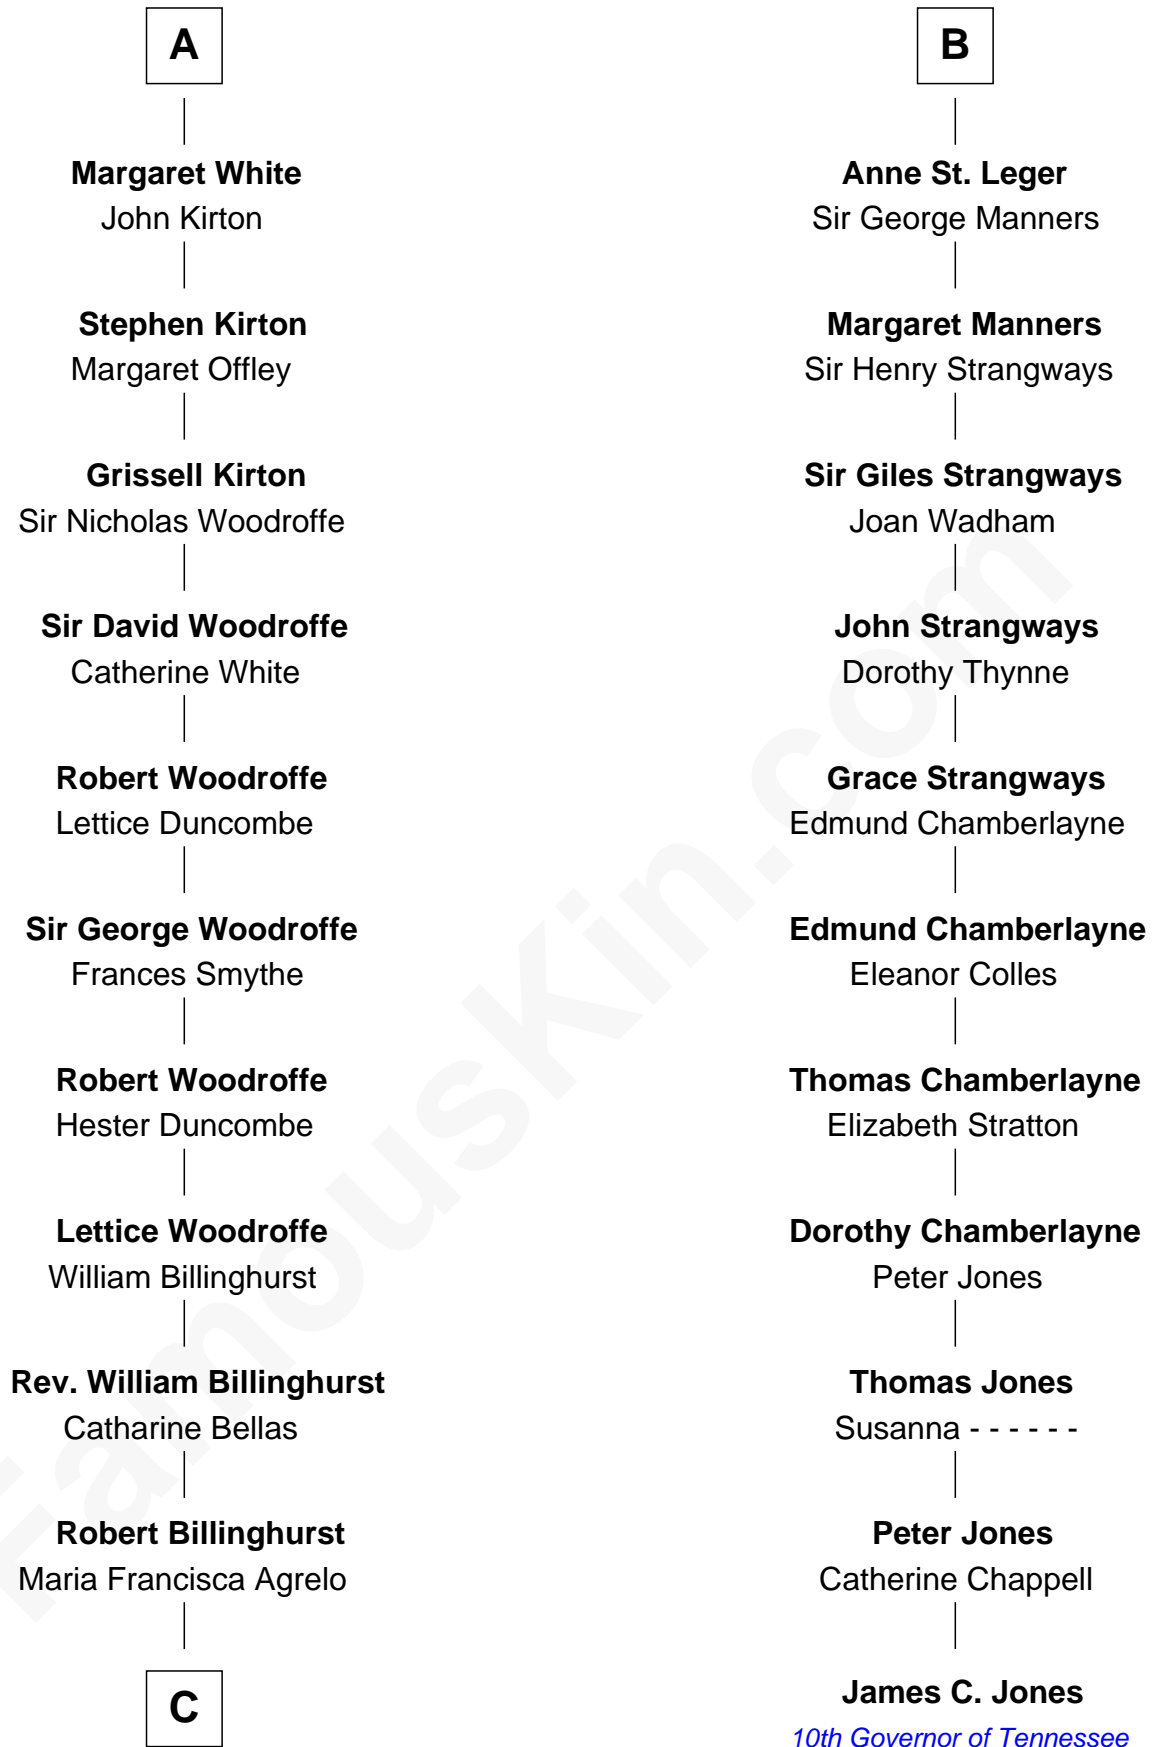 A
Margaret White
John Kirton
Stephen Kirton
Margaret Offley
Grissell Kirton
Sir Nicholas Woodroffe
Sir David Woodroffe
Catherine White
Robert Woodroffe
Lettice Duncombe
Sir George Woodroffe
Frances Smythe
Robert Woodroffe
Hester Duncombe
Lettice Woodroffe
William Billinghurst
Rev. William Billinghurst
Catharine Bellas
Robert Billinghurst
Maria Francisca Agrelo
C
B
Anne St. Leger
Sir George Manners
Margaret Manners
Sir Henry Strangways
Sir Giles Strangways
Joan Wadham
John Strangways
Dorothy Thynne
Grace Strangways
Edmund Chamberlayne
Edmund Chamberlayne
Eleanor Colles
Thomas Chamberlayne
Elizabeth Stratton
Dorothy Chamberlayne
Peter Jones
Thomas Jones
Susanna - - - - - -
Peter Jones
Catherine Chappell
James C. Jones
10th Governor of Tennessee
FamousKin.com